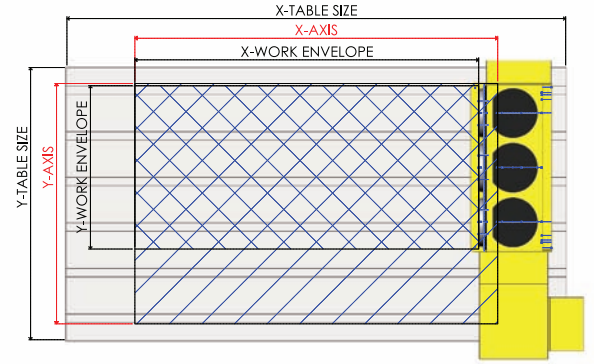 X-TABLE SIZE
X-AXIS
X-WORK ENVELOPE
Y-TABLE SIZE
Y-AXIS
Y-WORK ENVELOPE